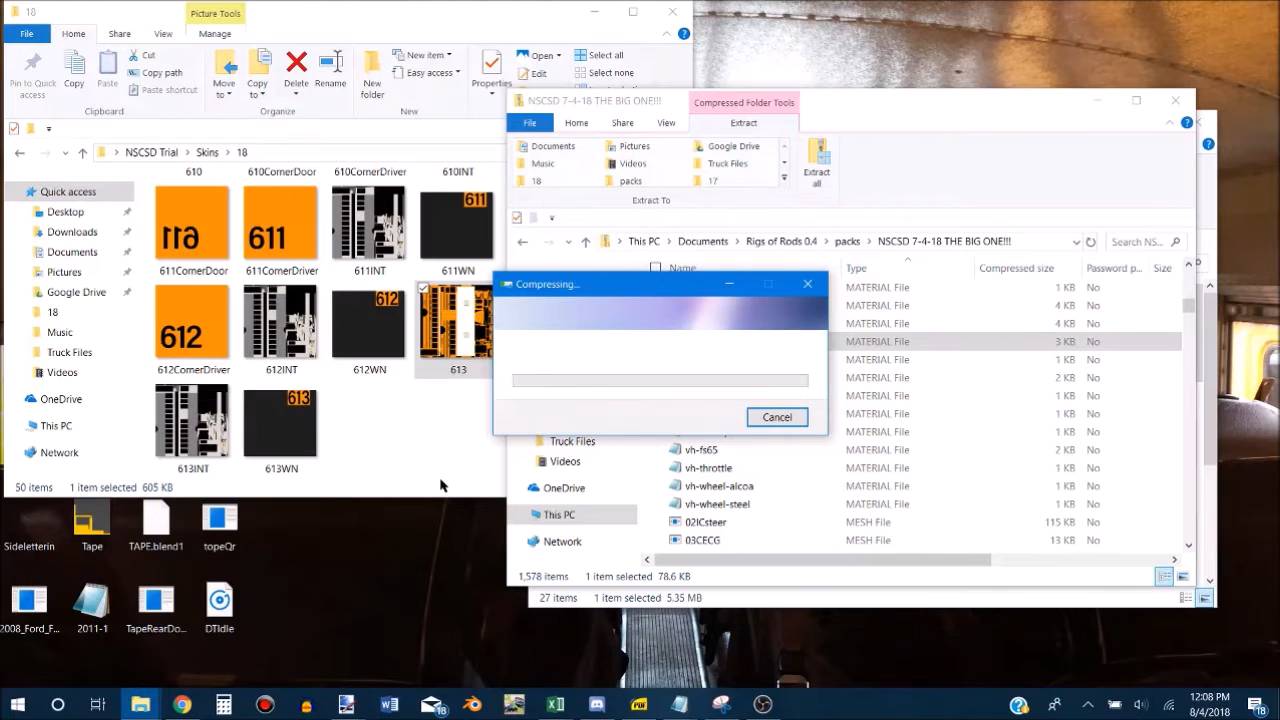 18
Picture Tools
File
Home
Share
View
Manage
Pin to Quick access
Copy
Paste
Cut
Copy path
Paste shortcut
Clipboard
Move to
Copy to
Delete
Rename
Organize
New folder
New item
Easy access
New
Properties
Open
Edit
Select all
Select none
NSCSD Trial
Skins
18
Quick access
Desktop
Downloads
Documents
Pictures
Google Drive
18
Music
Truck Files
Videos
OneDrive
This PC
Network
610
610CornerDoor
610CornerDriver
610INT
611
611
611
611CornerDoor
611CornerDriver
611INT
611WN
612
612
612CornerDriver
612INT
612WN
613
613
613INT
613WN
50 items
1 item selected 605 KB
NSCSD 7-4-18 THE BIG ONE!!!
Compressed Folder Tools
File
Home
Share
View
Extract
Documents
Pictures
Google Drive
Music
Videos
Truck Files
18
packs
17
Extract To
Extract all
This PC
Documents
Rigs of Rods 0.4
packs
NSCSD 7-4-18 THE BIG ONE!!!
Search NS...
Name
Type
Compressed size
Password p...
Size
MATERIAL File 1 KB No
MATERIAL File 4 KB No
MATERIAL File 4 KB No
MATERIAL File 3 KB No
MATERIAL File 1 KB No
MATERIAL File 2 KB No
MATERIAL File 1 KB No
MATERIAL File 1 KB No
MATERIAL File 1 KB No
vh-fs65 MATERIAL File 2 KB No
vh-throttle MATERIAL File 1 KB No
vh-wheel-alcoa MATERIAL File 1 KB No
vh-wheel-steel MATERIAL File 1 KB No
02ICsteer MESH File 115 KB No
03CECG MESH File 13 KB No
Truck Files
Videos
OneDrive
This PC
Network
1,578 items
1 item selected 78.6 KB
27 items
1 item selected 5.35 MB
Compressing...
Cancel
Sideletterin
Tape
TAPE.blend1
topeQr
2008_Ford_F...
2011-1
TapeRearDo...
DTIdle
18
PDF
12:08 PM
8/4/2018
18